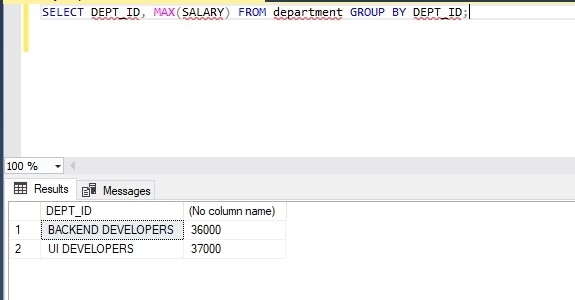 SELECT DEPT_ID, MAX(SALARY) FROM department GROUP BY DEPT_ID;
100 %
Results Messages
DEPT_ID (No column name)
1 BACKEND DEVELOPERS 36000
2 UI DEVELOPERS 37000